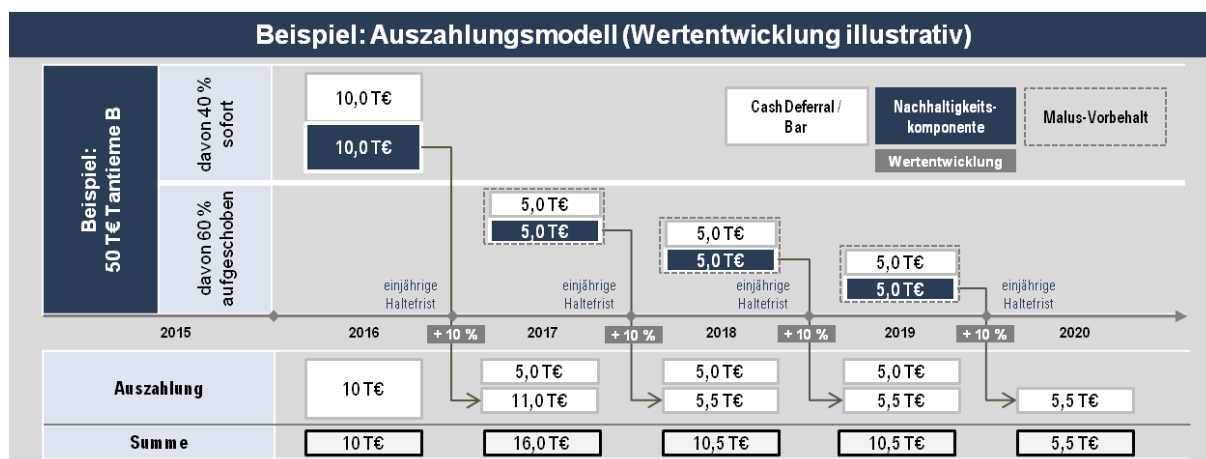 Beispiel: Auszahlungsmodell (Wertentwicklung illustrativ)
Beispiel:
50 T€ Tantieme B
davon 40 %
sofort
10,0 T€
10,0 T€
Cash Deferral /
Bar
Nachhaltigkeits-
komponente
Malus-Vorbehalt
Wertentwicklung
davon 60 %
aufgeschoben
5,0 T€
5,0 T€
5,0 T€
5,0 T€
5,0 T€
5,0 T€
einjährige
Haltefrist
einjährige
Haltefrist
einjährige
Haltefrist
einjährige
Haltefrist
2015
2016
+ 10 %
2017
+ 10 %
2018
+ 10 %
2019
+ 10 %
2020
Auszahlung
10 T€
5,0 T€
11,0 T€
5,0 T€
5,5 T€
5,0 T€
5,5 T€
5,5 T€
Summe
10 T€
16,0 T€
10,5 T€
10,5 T€
5,5 T€